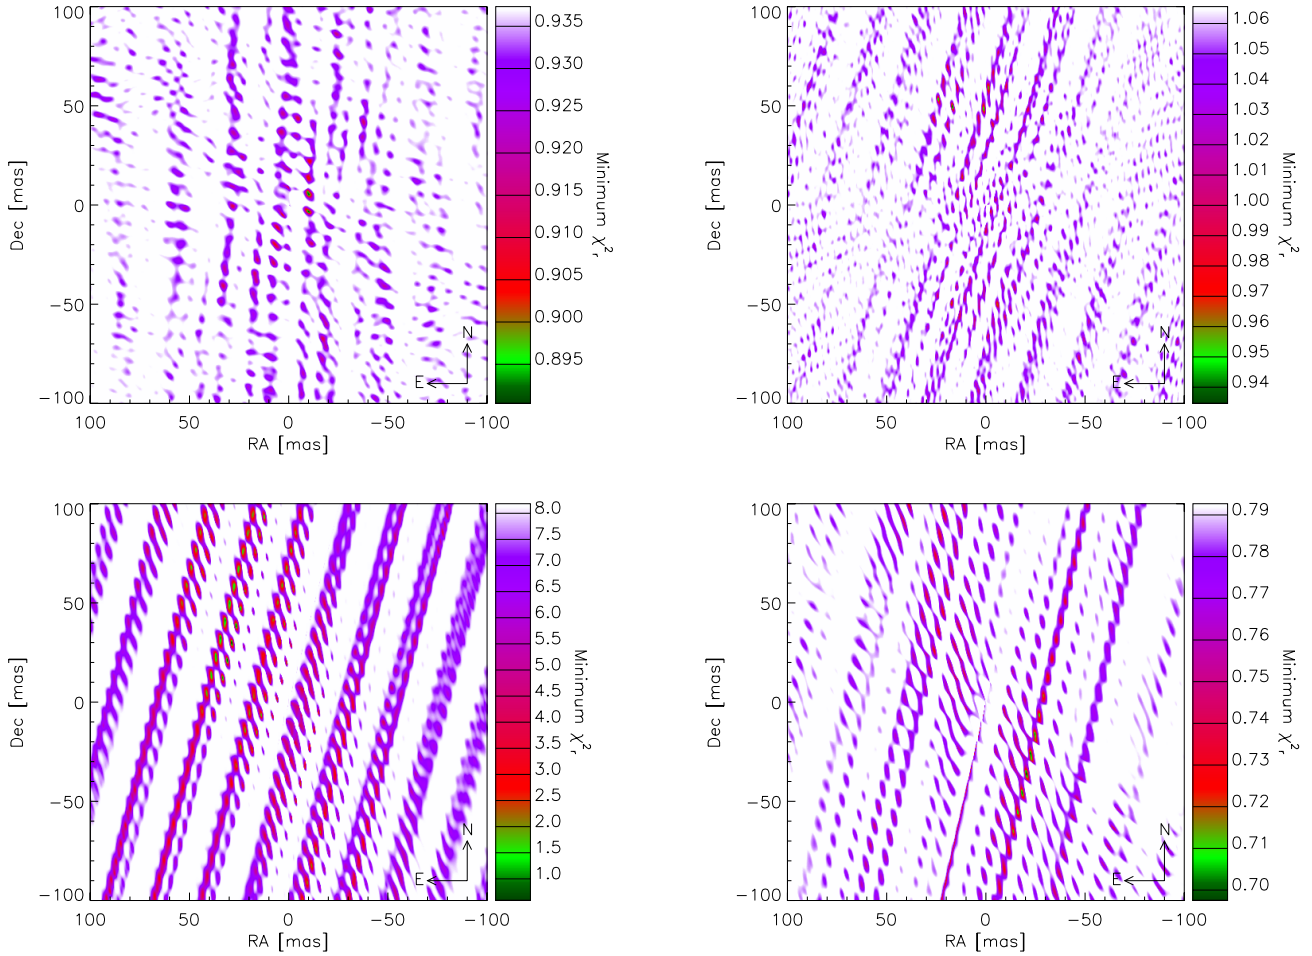 100
50
0
−50
−100
Dec [mas]
100 50 0 −50 −100
RA [mas]
N
E
0.935
0.930
0.925
0.920
0.915
0.910
0.905
0.900
0.895
Minimum χ²ᵣ
100
50
0
−50
−100
Dec [mas]
100 50 0 −50 −100
RA [mas]
N
E
1.06
1.05
1.04
1.03
1.02
1.01
1.00
0.99
0.98
0.97
0.96
0.95
0.94
Minimum χ²ᵣ
100
50
0
−50
−100
Dec [mas]
100 50 0 −50 −100
RA [mas]
N
E
8.0
7.5
7.0
6.5
6.0
5.5
5.0
4.5
4.0
3.5
3.0
2.5
2.0
1.5
1.0
Minimum χ²ᵣ
100
50
0
−50
−100
Dec [mas]
100 50 0 −50 −100
RA [mas]
N
E
0.79
0.78
0.77
0.76
0.75
0.74
0.73
0.72
0.71
0.70
Minimum χ²ᵣ